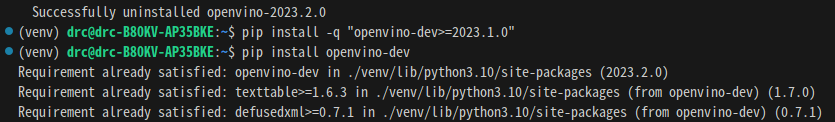 Successfully uninstalled openvino-2023.2.0
(venv) drc@drc-B80KV-AP35BKE:~$ pip install -q "openvino-dev>=2023.1.0"
(venv) drc@drc-B80KV-AP35BKE:~$ pip install openvino-dev
Requirement already satisfied: openvino-dev in ./venv/lib/python3.10/site-packages (2023.2.0)
Requirement already satisfied: texttable>=1.6.3 in ./venv/lib/python3.10/site-packages (from openvino-dev) (1.7.0)
Requirement already satisfied: defusedxml>=0.7.1 in ./venv/lib/python3.10/site-packages (from openvino-dev) (0.7.1)